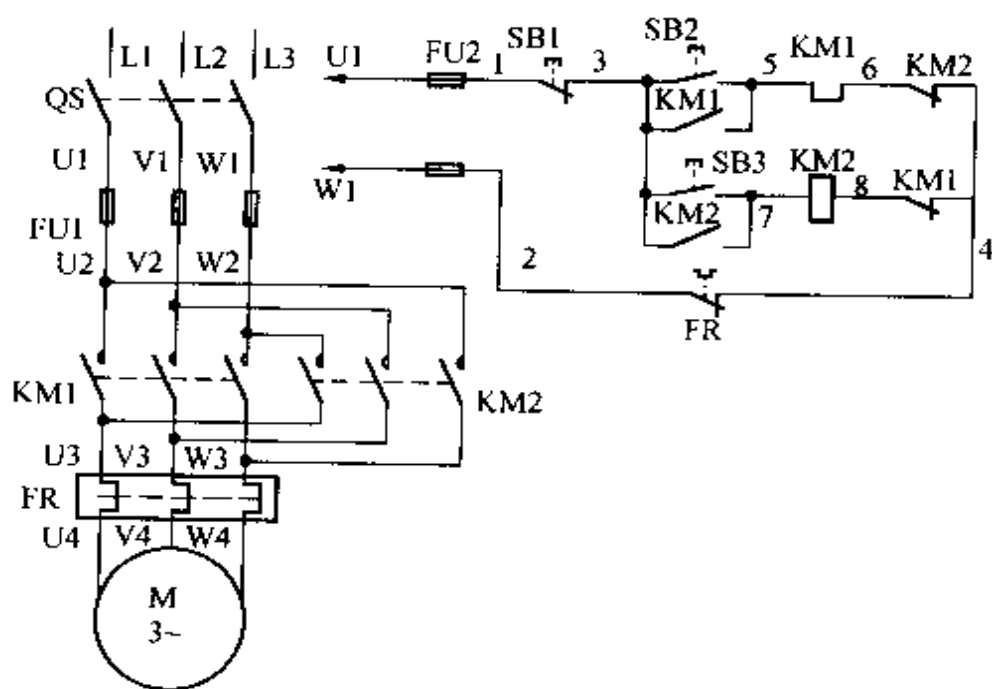 L1 L2 L3 U1 FU2 1 SB1 3 SB2 5 KM1 6 KM2
QS KM1
U1 V1 W1 W1 SB3 KM2 KM1
FU1 KM2 7 8
U2 V2 W2 2 4
FR
KM1 KM2
U3 V3 W3
FR
U4 V4 W4
M
3~